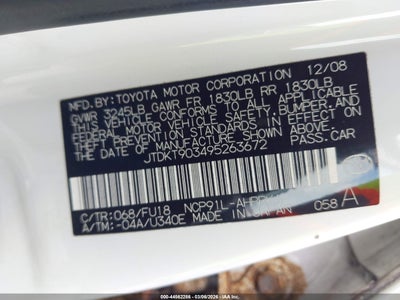 MFD. BY: TOYOTA MOTOR CORPORATION 12/08
GVWR 3245LB GAWR FR 1830LB RR 1830LB
THIS VEHICLE CONFORMS TO ALL APPLICABLE
FEDERAL MOTOR VEHICLE SAFETY, BUMPER, AND
THEFT PREVENTION STANDARDS IN EFFECT ON THE
DATE OF MANUFACTURE SHOWN ABOVE.
JTDKT903495263672 PASS.CAR
C/TR: 068/FU18 NCP91L-
A/TM: -04A/U340E MADE IN JAPAN 058 A
000-44582288 - 03/06/2026 - IAA Inc.